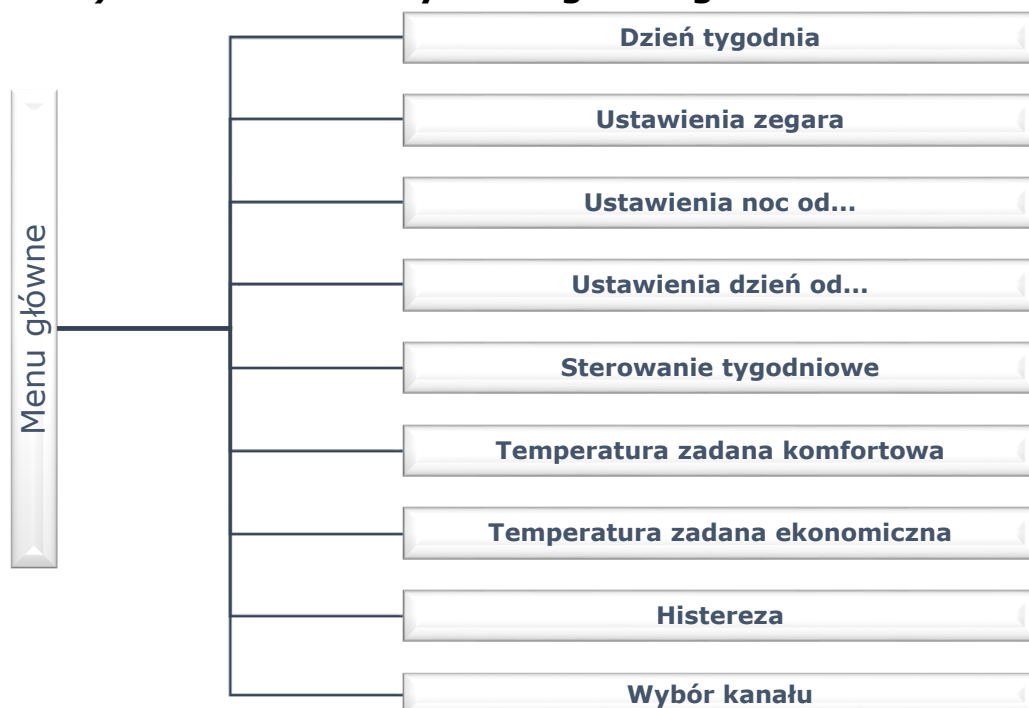 Menu główne
Dzień tygodnia
Ustawienia zegara
Ustawienia noc od...
Ustawienia dzień od...
Sterowanie tygodniowe
Temperatura zadana komfortowa
Temperatura zadana ekonomiczna
Histereza
Wybór kanału